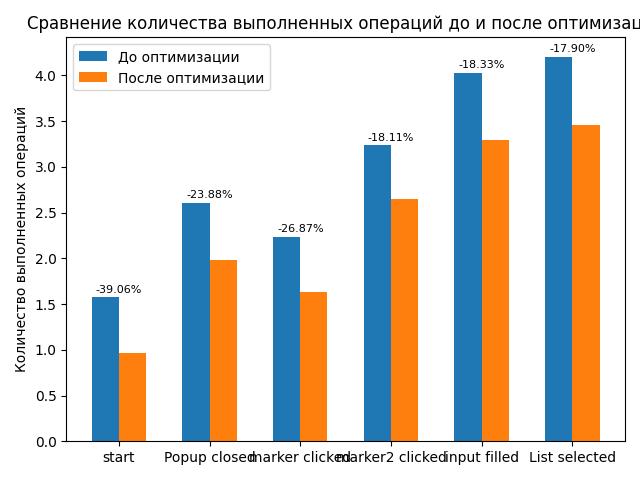 Сравнение количества выполненных операций до и после оптимизац
До оптимизации
После оптимизации
Количество выполненных операций
4.0
3.5
3.0
2.5
2.0
1.5
1.0
0.5
0.0
-39.06%
-23.88%
-26.87%
-18.11%
-18.33%
-17.90%
start
Popup closed
marker clicked
marker2 clicked
input filled
List selected